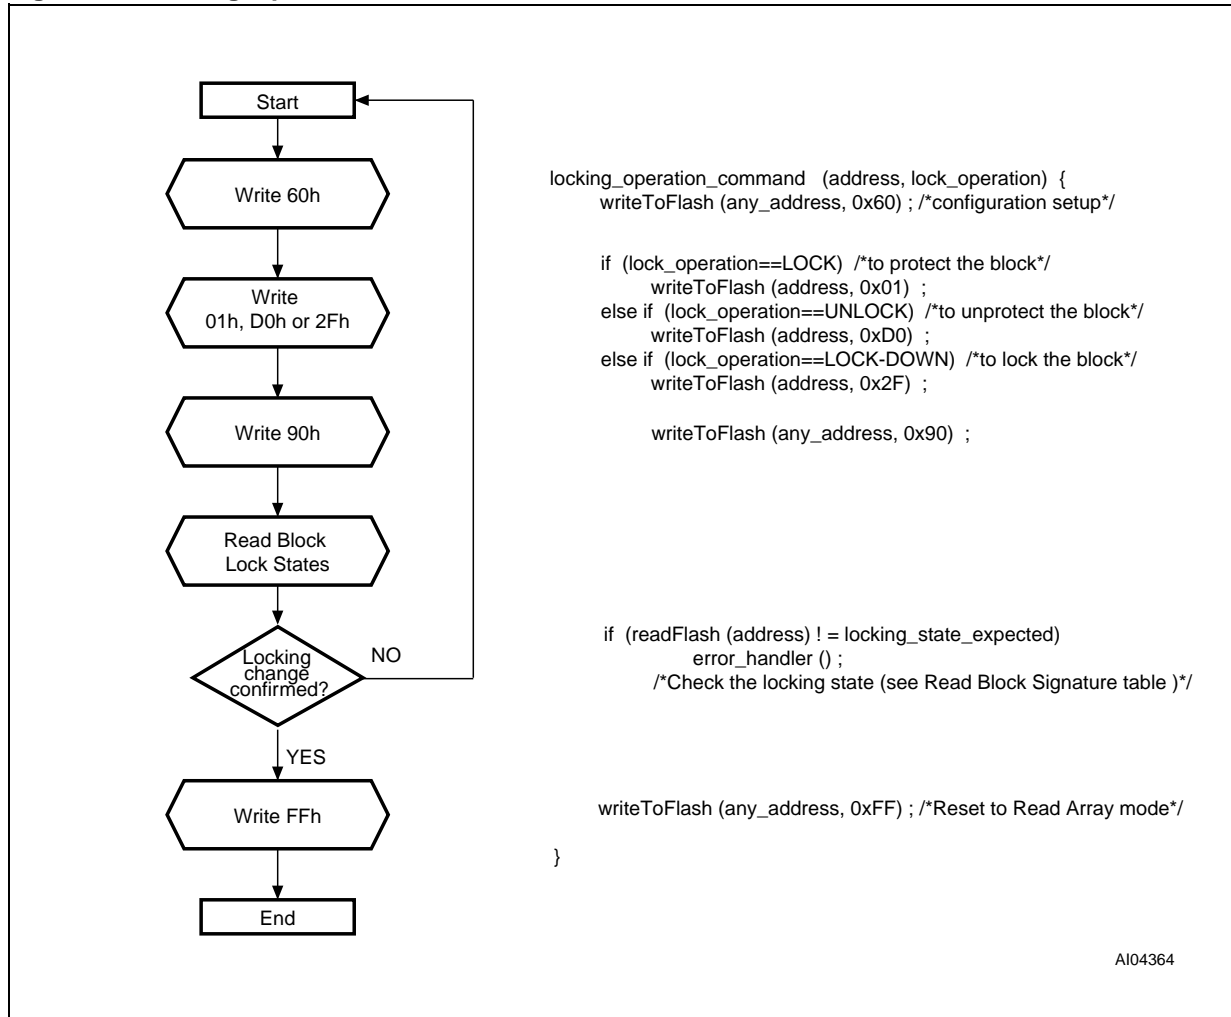 Start
Write 60h
Write
01h, D0h or 2Fh
Write 90h
Read Block
Lock States
Locking
change
confirmed?
NO
YES
Write FFh
End
locking_operation_command (address, lock_operation) {
writeToFlash (any_address, 0x60) ; /*configuration setup*/
if (lock_operation==LOCK) /*to protect the block*/
writeToFlash (address, 0x01) ;
else if (lock_operation==UNLOCK) /*to unprotect the block*/
writeToFlash (address, 0xD0) ;
else if (lock_operation==LOCK-DOWN) /*to lock the block*/
writeToFlash (address, 0x2F) ;
writeToFlash (any_address, 0x90) ;
if (readFlash (address) ! = locking_state_expected)
error_handler () ;
/*Check the locking state (see Read Block Signature table )*/
writeToFlash (any_address, 0xFF) ; /*Reset to Read Array mode*/
}
AI04364